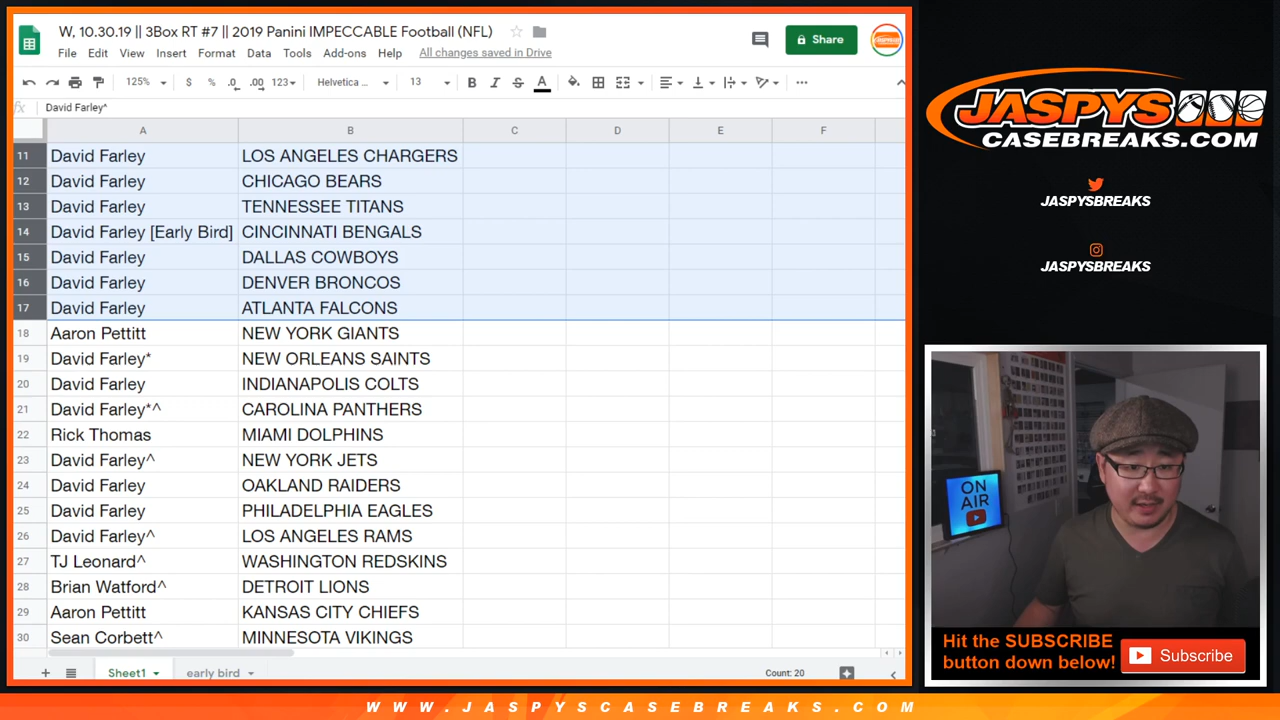 W, 10.30.19 || 3Box RT #7 || 2019 Panini IMPECCABLE Football (NFL)
Share
File Edit View Insert Format Data Tools Add-ons Help All changes saved in Drive
125% $ % .0 .00 123 Helvetica ... 13 B I S A
fx David Farley^
A B C D E F
11 David Farley LOS ANGELES CHARGERS
12 David Farley CHICAGO BEARS
13 David Farley TENNESSEE TITANS
14 David Farley [Early Bird] CINCINNATI BENGALS
15 David Farley DALLAS COWBOYS
16 David Farley DENVER BRONCOS
17 David Farley ATLANTA FALCONS
18 Aaron Pettitt NEW YORK GIANTS
19 David Farley* NEW ORLEANS SAINTS
20 David Farley INDIANAPOLIS COLTS
21 David Farley*^ CAROLINA PANTHERS
22 Rick Thomas MIAMI DOLPHINS
23 David Farley^ NEW YORK JETS
24 David Farley OAKLAND RAIDERS
25 David Farley PHILADELPHIA EAGLES
26 David Farley^ LOS ANGELES RAMS
27 TJ Leonard^ WASHINGTON REDSKINS
28 Brian Watford^ DETROIT LIONS
29 Aaron Pettitt KANSAS CITY CHIEFS
30 Sean Corbett^ MINNESOTA VIKINGS
Sheet1 early bird Count: 20
JASPYS
CASEBREAKS.COM
JASPYSBREAKS
JASPYSBREAKS
ON
AIR
Hit the SUBSCRIBE
button down below!
Subscribe
WWW.JASPYSCASEBREAKS.COM